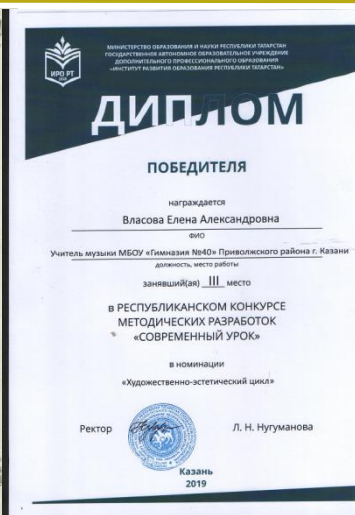 ИРО РТ
МИНИСТЕРСТВО ОБРАЗОВАНИЯ И НАУКИ РЕСПУБЛИКИ ТАТАРСТАН
ГОСУДАРСТВЕННОЕ АВТОНОМНОЕ ОБРАЗОВАТЕЛЬНОЕ УЧРЕЖДЕНИЕ
ДОПОЛНИТЕЛЬНОГО ПРОФЕССИОНАЛЬНОГО ОБРАЗОВАНИЯ
«ИНСТИТУТ РАЗВИТИЯ ОБРАЗОВАНИЯ РЕСПУБЛИКИ ТАТАРСТАН»
ДИПЛОМ
ПОБЕДИТЕЛЯ
награждается
Власова Елена Александровна
ФИО
Учитель музыки МБОУ «Гимназия №40» Приволжского района г. Казани
должность, место работы
занявший(ая) III место
в РЕСПУБЛИКАНСКОМ КОНКУРСЕ
МЕТОДИЧЕСКИХ РАЗРАБОТОК
«СОВРЕМЕННЫЙ УРОК»
в номинации
«Художественно-эстетический цикл»
Ректор Л. Н. Нугуманова
Казань
2019